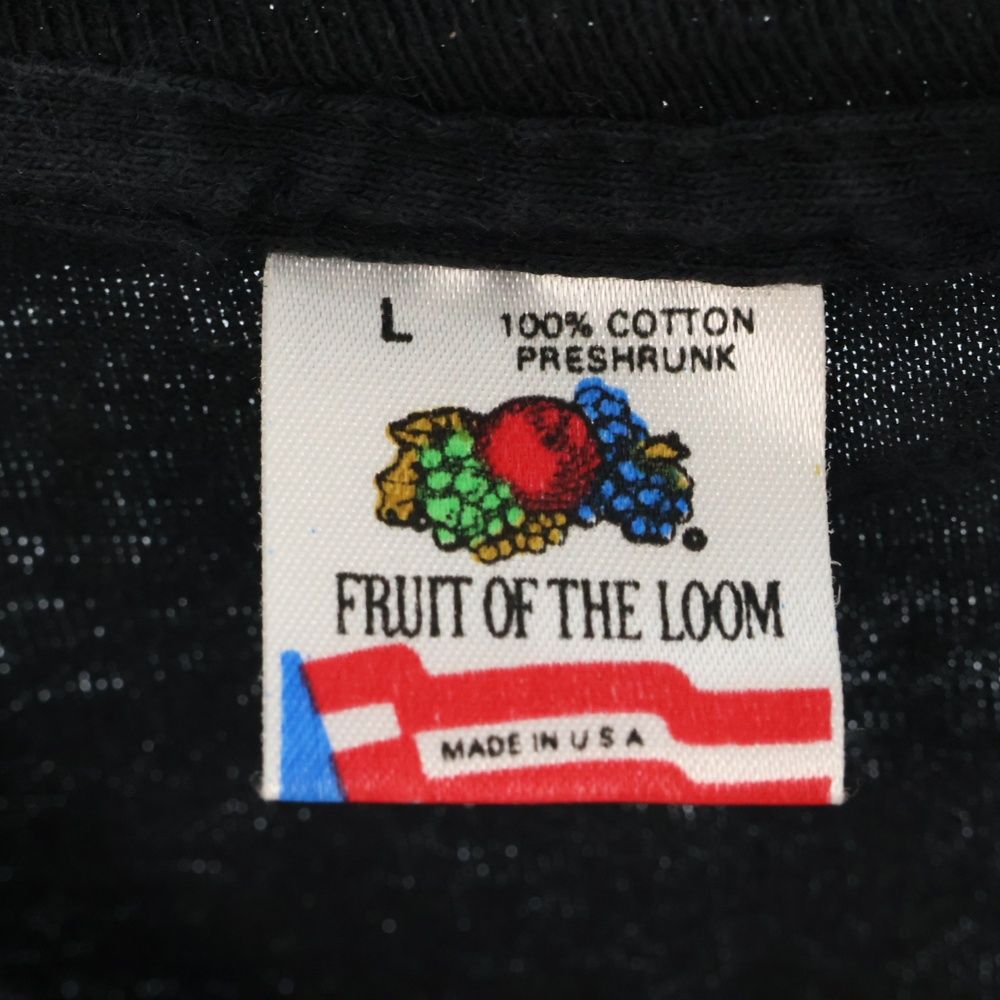 L
100% COTTON
PRESHRUNK
FRUIT OF THE LOOM
MADE IN U S A